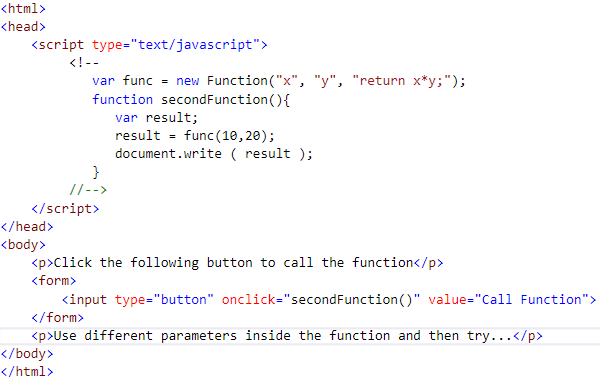 <html>
<head>
<script type="text/javascript">
<!--
var func = new Function("x", "y", "return x*y;");
function secondFunction(){
var result;
result = func(10,20);
document.write ( result );
}
//-->
</script>
</head>
<body>
<p>Click the following button to call the function</p>
<form>
<input type="button" onclick="secondFunction()" value="Call Function">
</form>
<p>Use different parameters inside the function and then try...</p>
</body>
</html>